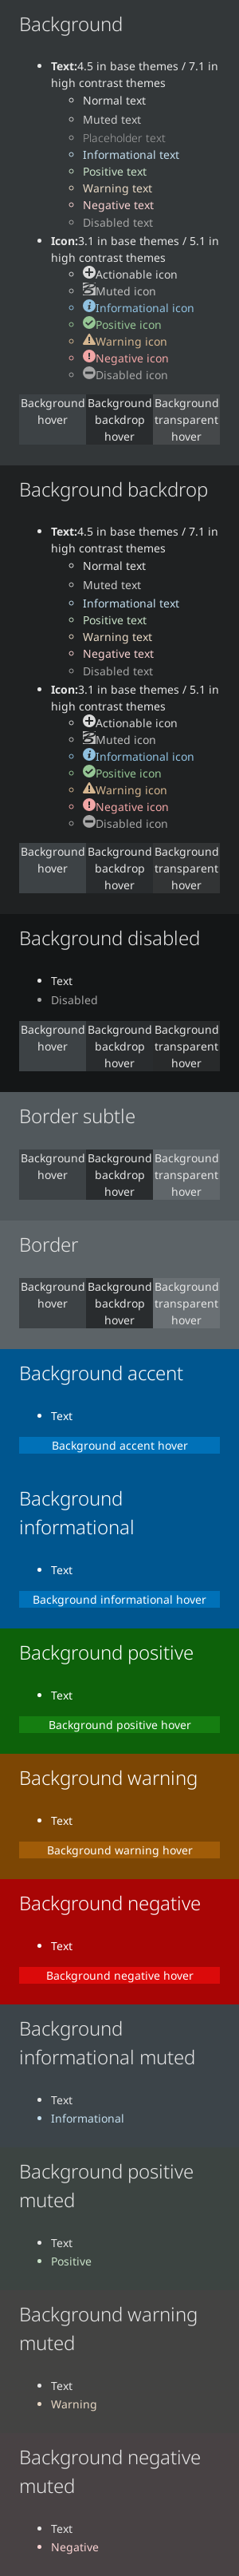 Background
Text:4.5 in base themes / 7.1 in
high contrast themes
Normal text
Muted text
Placeholder text
Informational text
Positive text
Warning text
Negative text
Disabled text
Icon:3.1 in base themes / 5.1 in
high contrast themes
Actionable icon
Muted icon
Informational icon
Positive icon
Warning icon
Negative icon
Disabled icon
Background
hover
Background
backdrop
hover
Background
transparent
hover
Background backdrop
Text:4.5 in base themes / 7.1 in
high contrast themes
Normal text
Muted text
Informational text
Positive text
Warning text
Negative text
Disabled text
Icon:3.1 in base themes / 5.1 in
high contrast themes
Actionable icon
Muted icon
Informational icon
Positive icon
Warning icon
Negative icon
Disabled icon
Background
hover
Background
backdrop
hover
Background
transparent
hover
Background disabled
Text
Disabled
Background
hover
Background
backdrop
hover
Background
transparent
hover
Border subtle
Background
hover
Background
backdrop
hover
Background
transparent
hover
Border
Background
hover
Background
backdrop
hover
Background
transparent
hover
Background accent
Text
Background accent hover
Background
informational
Text
Background informational hover
Background positive
Text
Background positive hover
Background warning
Text
Background warning hover
Background negative
Text
Background negative hover
Background
informational muted
Text
Informational
Background positive
muted
Text
Positive
Background warning
muted
Text
Warning
Background negative
muted
Text
Negative